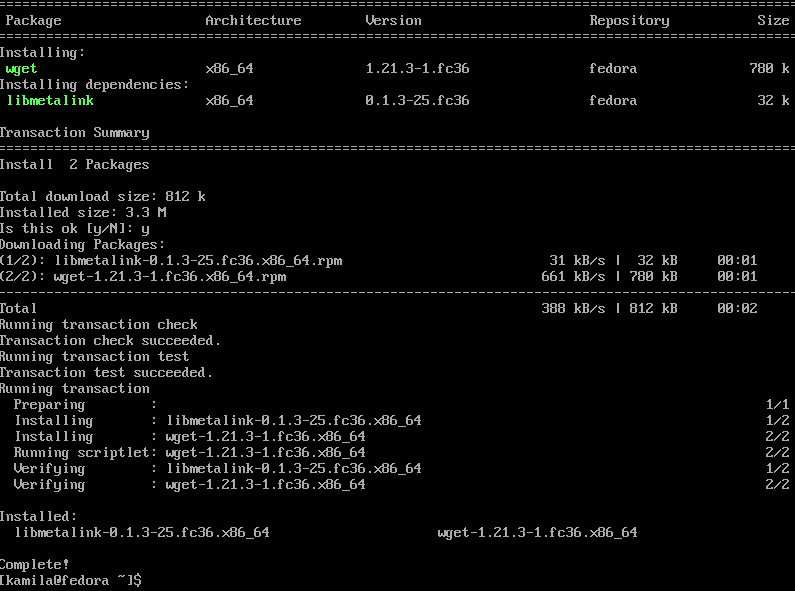 ================================================================================
Package Architecture Version Repository Size
================================================================================
Installing:
wget x86_64 1.21.3-1.fc36 fedora 780 k
Installing dependencies:
libmetalink x86_64 0.1.3-25.fc36 fedora 32 k
Transaction Summary
================================================================================
Install 2 Packages
Total download size: 812 k
Installed size: 3.3 M
Is this ok [y/N]: y
Downloading Packages:
(1/2): libmetalink-0.1.3-25.fc36.x86_64.rpm 31 kB/s | 32 kB 00:01
(2/2): wget-1.21.3-1.fc36.x86_64.rpm 661 kB/s | 780 kB 00:01
--------------------------------------------------------------------------------
Total 388 kB/s | 812 kB 00:02
Running transaction check
Transaction check succeeded.
Running transaction test
Transaction test succeeded.
Running transaction
Preparing : 1/1
Installing : libmetalink-0.1.3-25.fc36.x86_64 1/2
Installing : wget-1.21.3-1.fc36.x86_64 2/2
Running scriptlet: wget-1.21.3-1.fc36.x86_64 2/2
Verifying : libmetalink-0.1.3-25.fc36.x86_64 1/2
Verifying : wget-1.21.3-1.fc36.x86_64 2/2
Installed:
libmetalink-0.1.3-25.fc36.x86_64 wget-1.21.3-1.fc36.x86_64
Complete!
[kamila@fedora ~]$